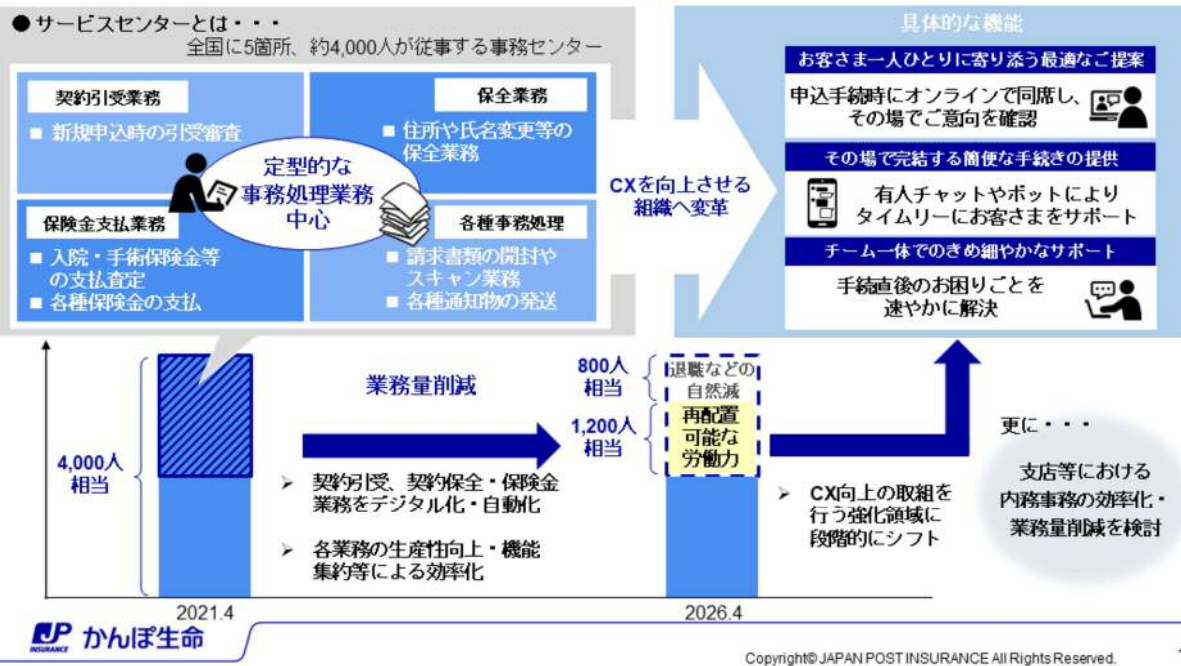 ●サービスセンターとは・・・
全国に5箇所、約4,000人が従事する事務センター
契約引受業務
■ 新規申込時の引受審査
保全業務
■ 住所や氏名変更等の
保全業務
定型的な
事務処理業務
中心
保険金支払業務
■ 入院・手術保険金等
の支払査定
■ 各種保険金の支払
各種事務処理
■ 請求書類の開封や
スキャン業務
■ 各種通知物の発送
CXを向上させる
組織へ変革
具体的な機能
お客さま一人ひとりに寄り添う最適なご提案
申込手続時にオンラインで同席し、
その場でご意向を確認
その場で完結する簡便な手続きの提供
有人チャットやボットにより
タイムリーにお客さまをサポート
チーム一体でのきめ細やかなサポート
手続直後のお困りごとを
速やかに解決
4,000人
相当
業務量削減
➢ 契約引受、契約保全・保険金
業務をデジタル化・自動化
➢ 各業務の生産性向上・機能
集約等による効率化
800人
相当
退職などの
自然減
1,200人
相当
再配置
可能な
労働力
➢ CX向上の取組を
行う強化領域に
段階的にシフト
更に・・・
支店等における
内務事務の効率化・
業務量削減を検討
2021.4
2026.4
JP
INSURANCE
かんぽ生命
Copyright© JAPAN POST INSURANCE All Rights Reserved.